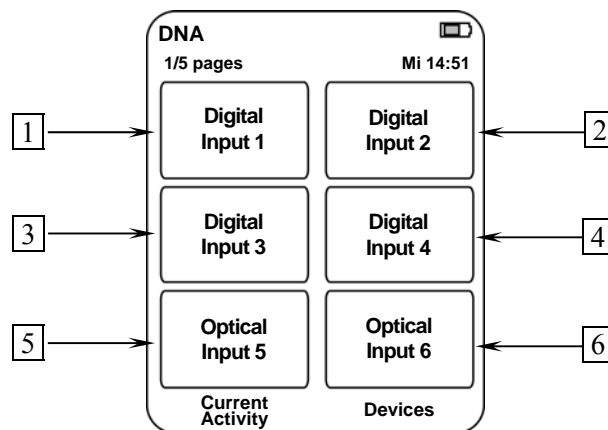 DNA
1/5 pages Mi 14:51
1
Digital
Input 1
Digital
Input 2
2
3
Digital
Input 3
Digital
Input 4
4
5
Optical
Input 5
Optical
Input 6
6
Current
Activity
Devices